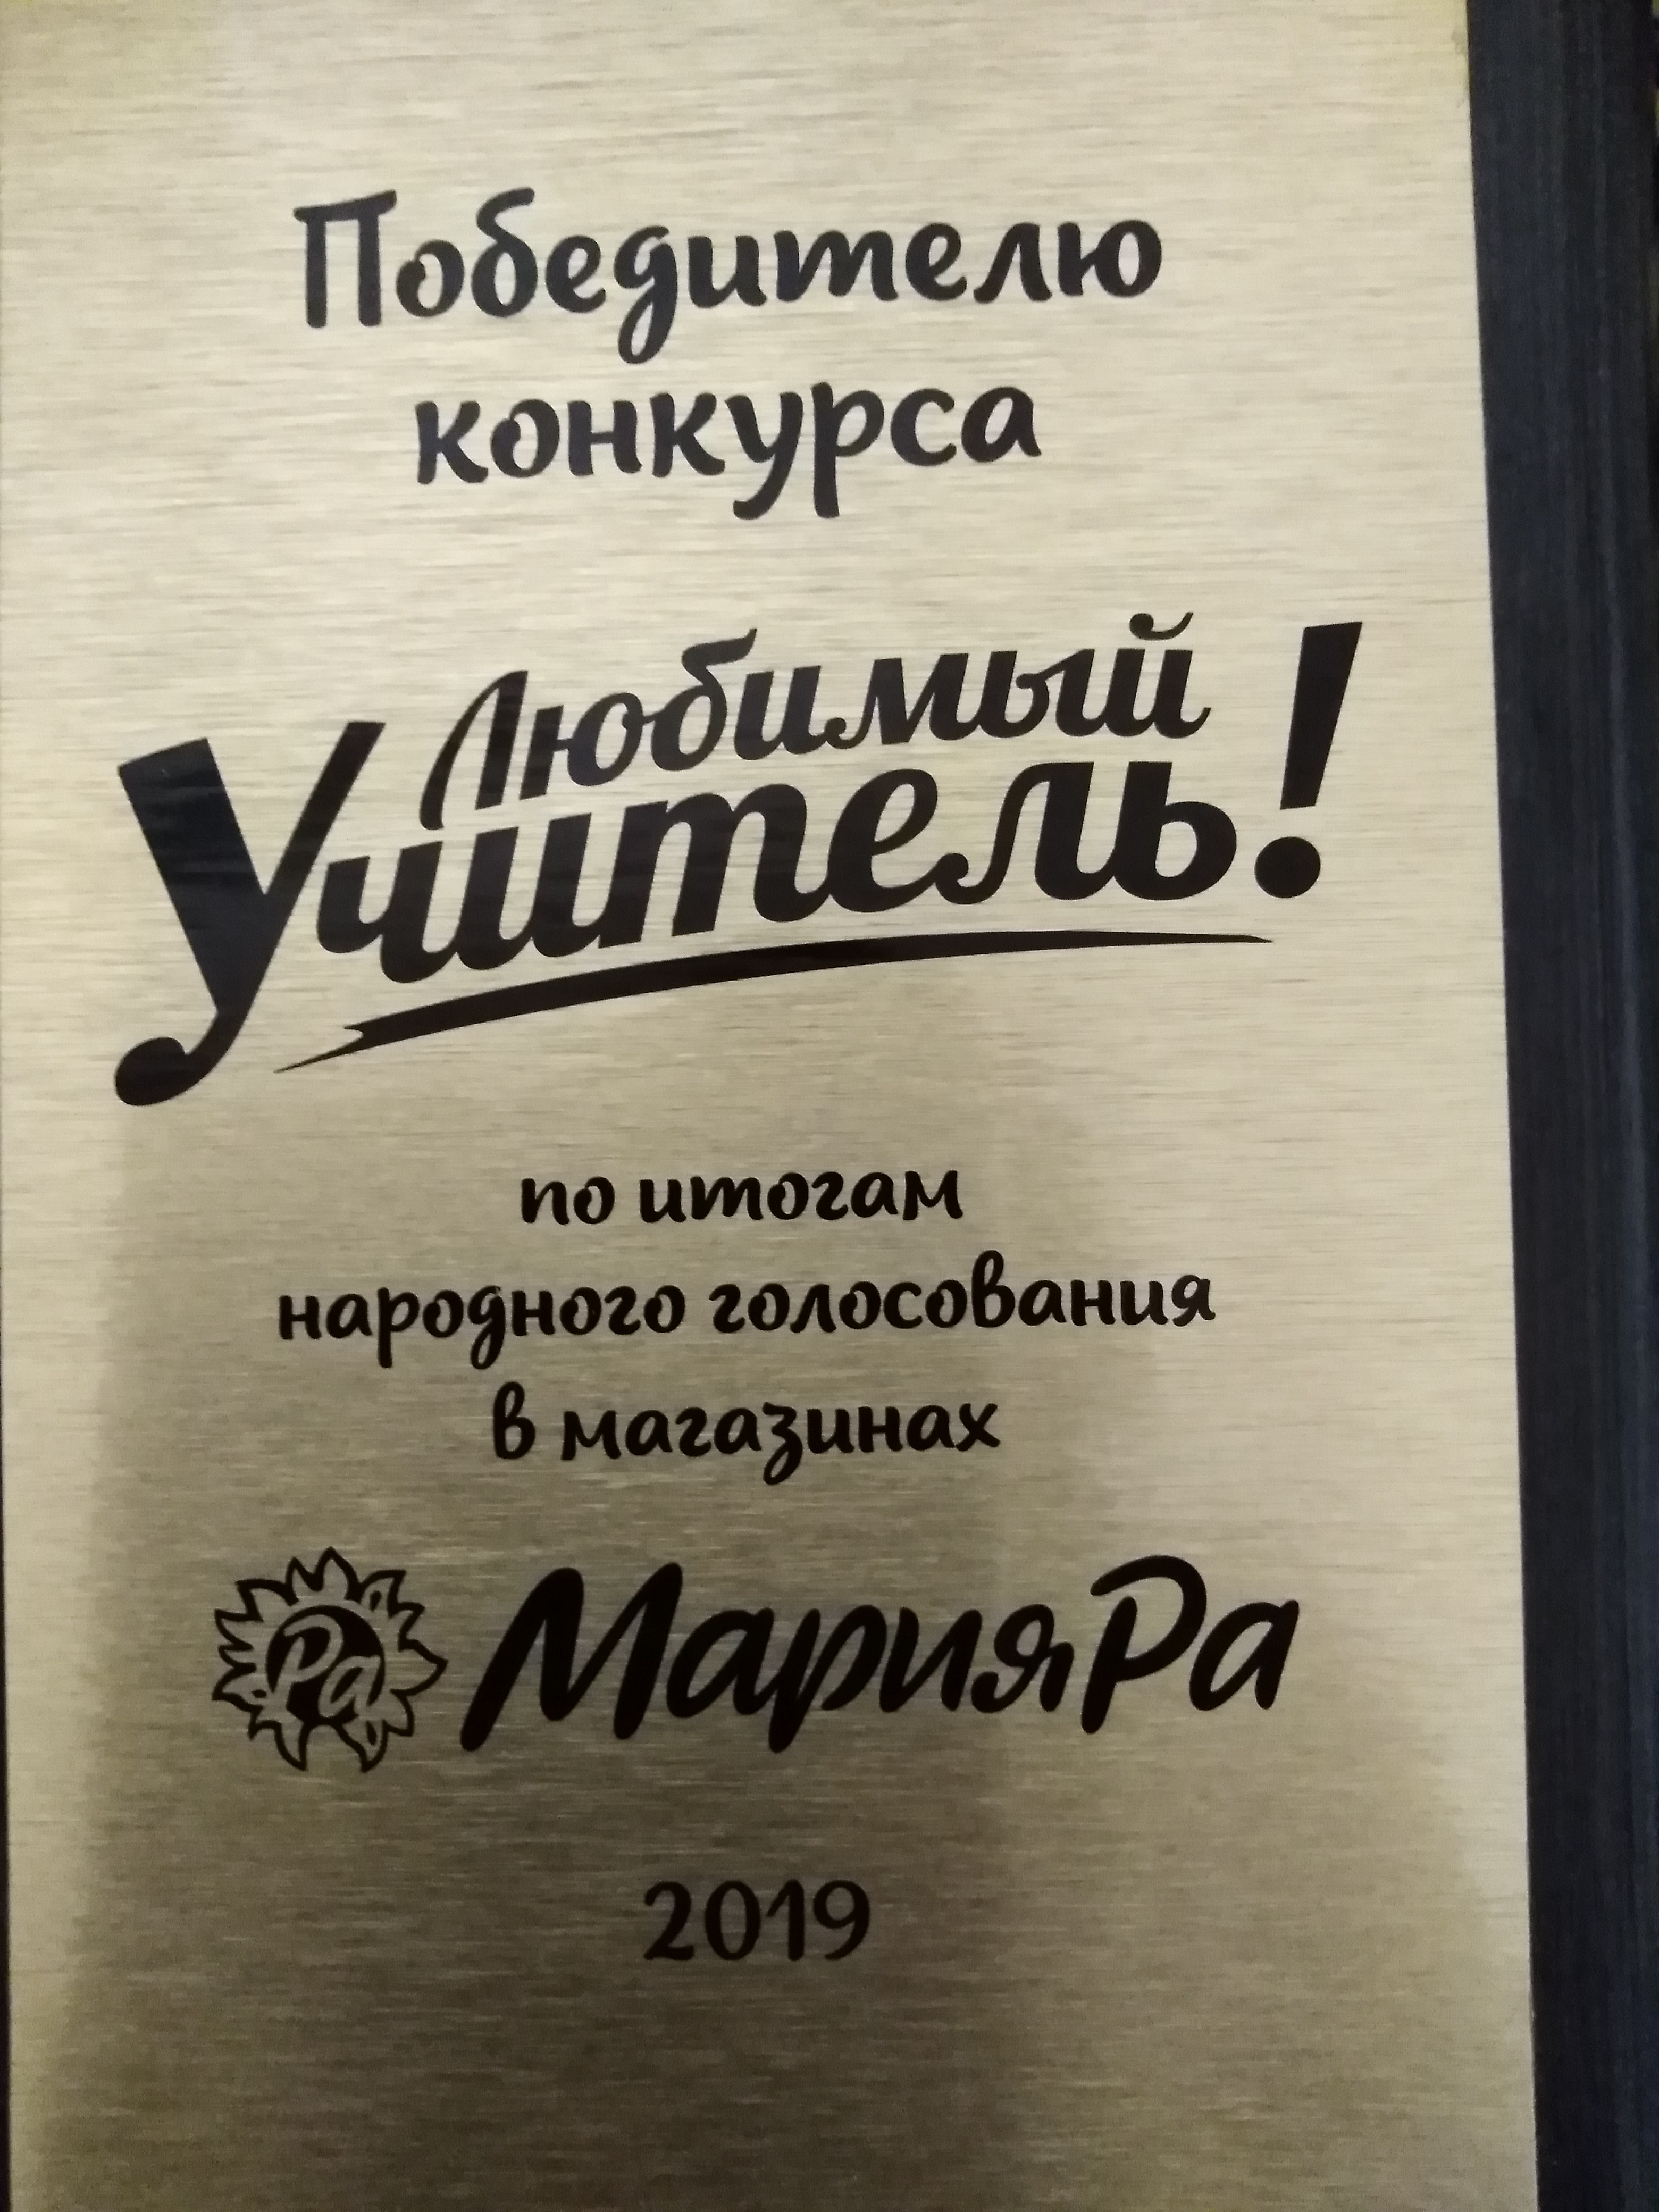 Победителю
конкурса
Любимый
Учитель!
по итогам
народного голосования
в магазинах
Ра МарияРа
2019